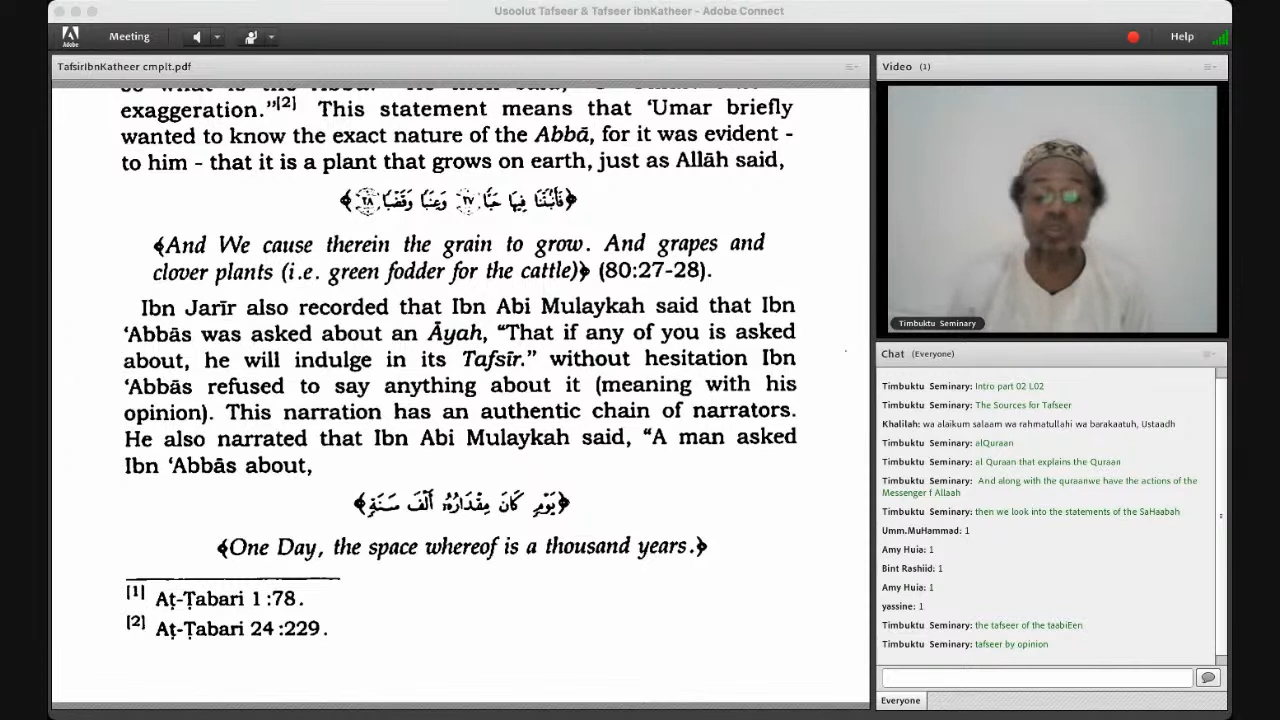 Usoolut Tafseer & Tafseer ibnKatheer - Adobe Connect
Adobe
Meeting
Help
TafsirIbnKatheer cmplt.pdf
exaggeration."[2] This statement means that ‘Umar briefly
wanted to know the exact nature of the Abbā, for it was evident -
to him - that it is a plant that grows on earth, just as Allāh said,
﴿فَأَنْبَتْنَا فِيهَا حَبًّا ٢٧ وَعِنَبًا وَقَضْبًا ٢٨﴾
﴾And We cause therein the grain to grow. And grapes and
clover plants (i.e. green fodder for the cattle)﴿ (80:27-28).
Ibn Jarīr also recorded that Ibn Abi Mulaykah said that Ibn
‘Abbās was asked about an Āyah, “That if any of you is asked
about, he will indulge in its Tafsīr.” without hesitation Ibn
‘Abbās refused to say anything about it (meaning with his
opinion). This narration has an authentic chain of narrators.
He also narrated that Ibn Abi Mulaykah said, “A man asked
Ibn ‘Abbās about,
﴿يَوْمٍ كَانَ مِقْدَارُهُ أَلْفَ سَنَةٍ﴾
﴾One Day, the space whereof is a thousand years.﴿
[1] Aṭ-Ṭabari 1:78.
[2] Aṭ-Ṭabari 24:229.
Video (1)
Timbuktu Seminary
Chat (Everyone)
Timbuktu Seminary: Intro part 02 L02
Timbuktu Seminary: The Sources for Tafseer
Khalilah: wa alaikum salaam wa rahmatullahi wa barakaatuh, Ustaadh
Timbuktu Seminary: alQuraan
Timbuktu Seminary: al Quraan that explains the Quraan
Timbuktu Seminary: And along with the quraanwe have the actions of the
Messenger f Allaah
Timbuktu Seminary: then we look into the statements of the SaHaabah
Umm.MuHammad: 1
Amy Huia: 1
Bint Rashiid: 1
Amy Huia: 1
yassine: 1
Timbuktu Seminary: the tafseer of the taabiEen
Timbuktu Seminary: tafseer by opinion
Everyone